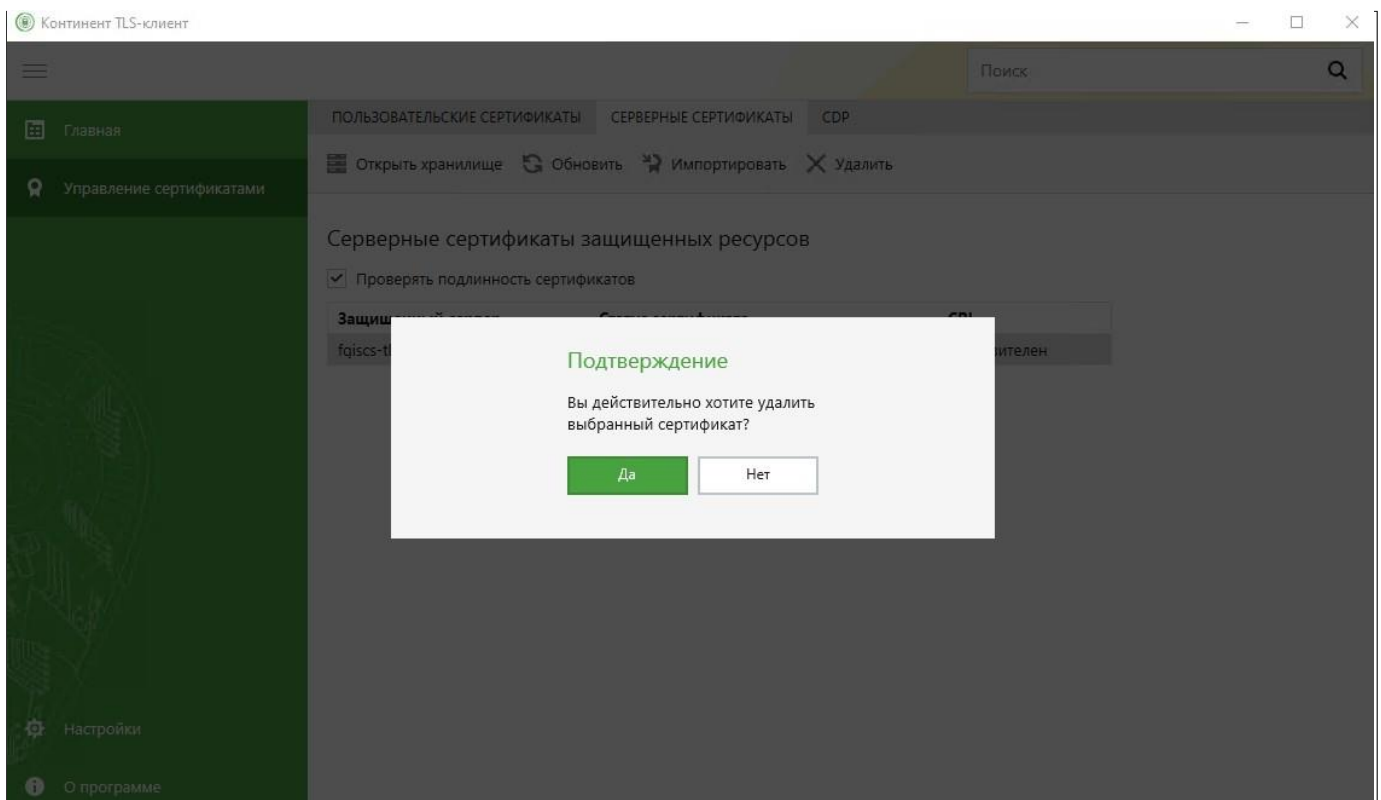 Континент TLS-клиент
Поиск
Главная
Управление сертификатами
ПОЛЬЗОВАТЕЛЬСКИЕ СЕРТИФИКАТЫ СЕРВЕРНЫЕ СЕРТИФИКАТЫ CDP
Открыть хранилище Обновить Импортировать Удалить
Серверные сертификаты защищенных ресурсов
Проверять подлинность сертификатов
Подтверждение
Вы действительно хотите удалить
выбранный сертификат?
Да Нет
Настройки
О программе